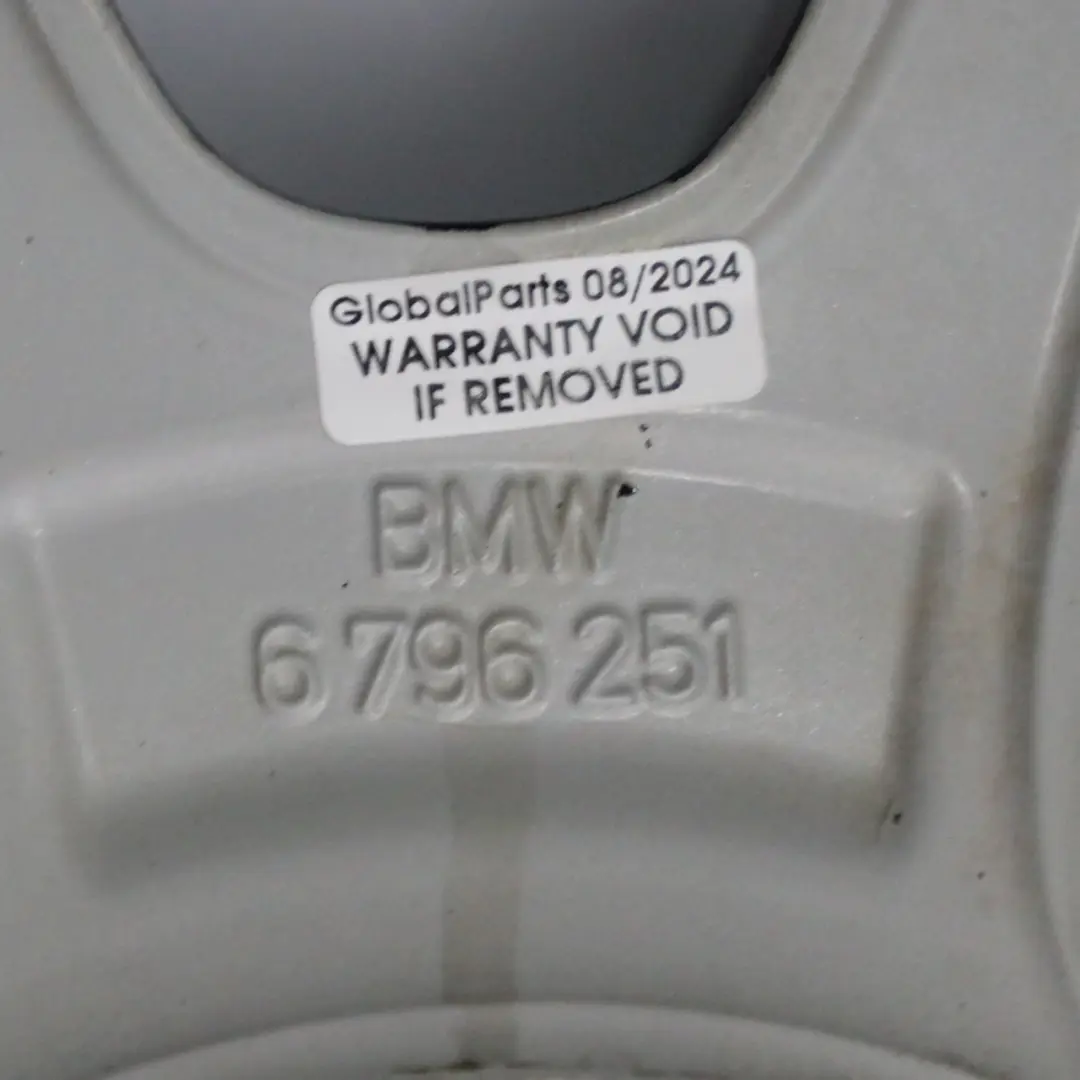 GlobalParts 08/2024
WARRANTY VOID
IF REMOVED
BMW
6 796 251